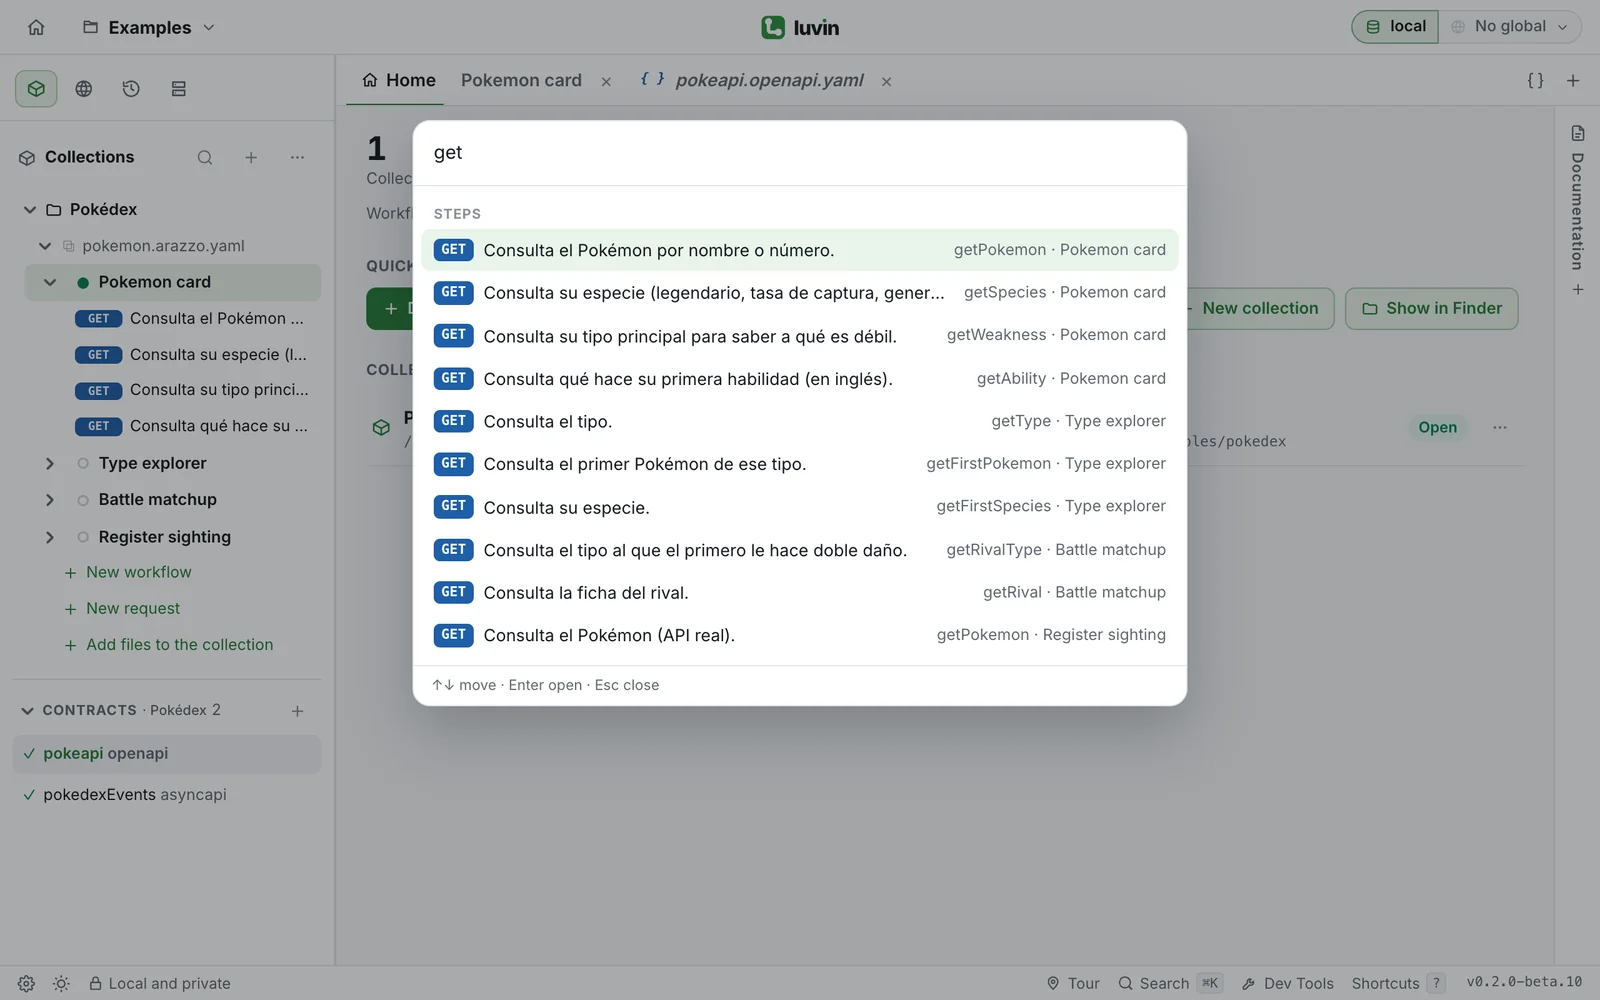 Examples
luvin
local
No global
Home
Pokemon card
{ } pokeapi.openapi.yaml
{}
Collections
Pokédex
pokemon.arazzo.yaml
Pokemon card
GET Consulta el Pokémon ...
GET Consulta su especie (l...
GET Consulta su tipo princi...
GET Consulta qué hace su ...
Type explorer
Battle matchup
Register sighting
+ New workflow
+ New request
+ Add files to the collection
CONTRACTS · Pokédex 2
pokeapi openapi
pokedexEvents asyncapi
1
Collec
Workf
QUICK
+
New collection
Show in Finder
COLLE
Open
les/pokedex
Documentation
get
STEPS
GET Consulta el Pokémon por nombre o número. getPokemon · Pokemon card
GET Consulta su especie (legendario, tasa de captura, gener... getSpecies · Pokemon card
GET Consulta su tipo principal para saber a qué es débil. getWeakness · Pokemon card
GET Consulta qué hace su primera habilidad (en inglés). getAbility · Pokemon card
GET Consulta el tipo. getType · Type explorer
GET Consulta el primer Pokémon de ese tipo. getFirstPokemon · Type explorer
GET Consulta su especie. getFirstSpecies · Type explorer
GET Consulta el tipo al que el primero le hace doble daño. getRivalType · Battle matchup
GET Consulta la ficha del rival. getRival · Battle matchup
GET Consulta el Pokémon (API real). getPokemon · Register sighting
↑↓ move · Enter open · Esc close
Local and private
Tour
Search ⌘K
Dev Tools
Shortcuts ?
v0.2.0-beta.10